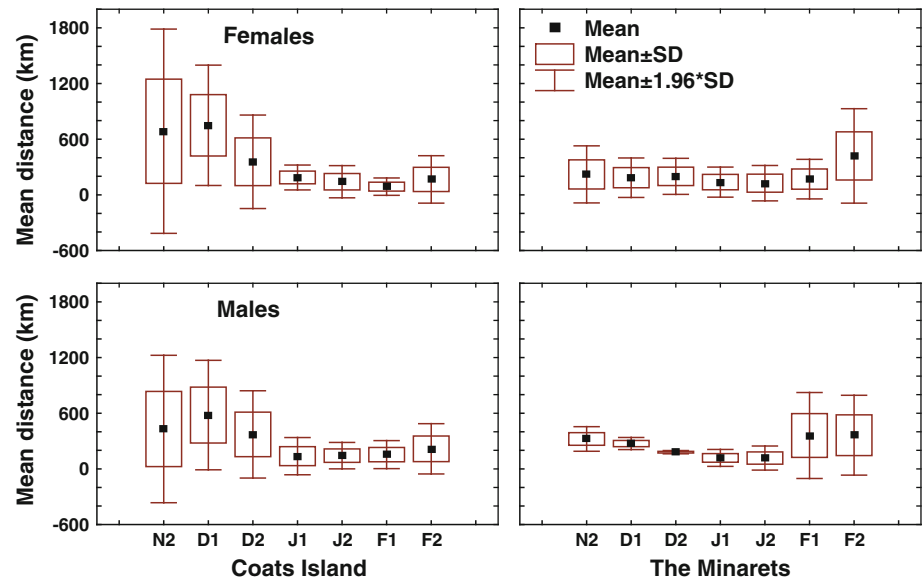 Females
Mean
Mean±SD
Mean±1.96*SD
Mean distance (km)
1800
1200
600
0
-600
Males
Mean distance (km)
1800
1200
600
0
-600
N2 D1 D2 J1 J2 F1 F2
N2 D1 D2 J1 J2 F1 F2
Coats Island
The Minarets